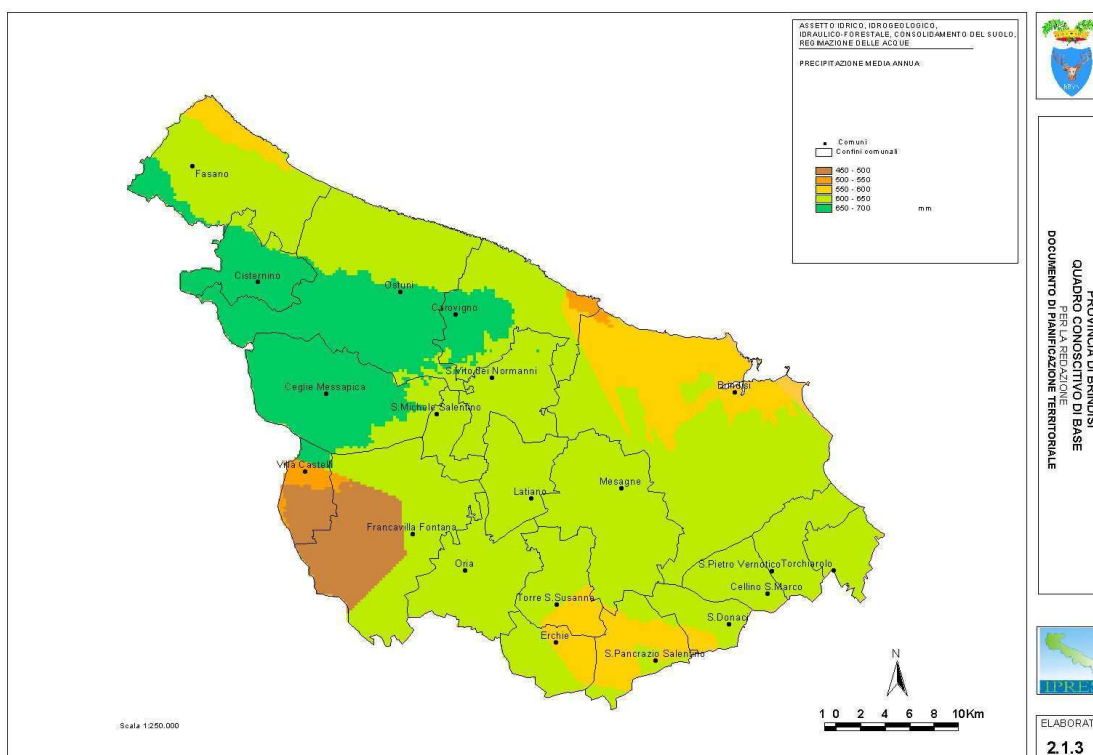 ASSETTO IDRICO, IDROGEOLOGICO,
IDRAULICO-FORESTALE, CONSOLIDAMENTO DEL SUOLO,
REGIMAZIONE DELLE ACQUE
PRECIPITAZIONE MEDIA ANNUA
Comuni
Confini comunali
450 - 500
500 - 550
550 - 600
600 - 650
650 - 700
mm
Fasano
Cisternino
Ostuni
Carovigno
S.Vito dei Normanni
Ceglie Messapica
S.Michele Salentino
Brindisi
Villa Castelli
Latiano
Mesagne
Francavilla Fontana
Oria
S.Pietro Vernotico
Torchiarolo
Cellino S.Marco
Torre S.Susanna
S.Donaci
Erchie
S.Pancrazio Salentino
N
1 0 2 4 6 8 10Km
Scala 1:250.000
PROVINCIA DI BRINDISI
QUADRO CONOSCITIVO DI BASE
PER LA REDAZIONE
DOCUMENTO DI PIANIFICAZIONE TERRITORIALE
IPRES
ELABORAT
2.1.3